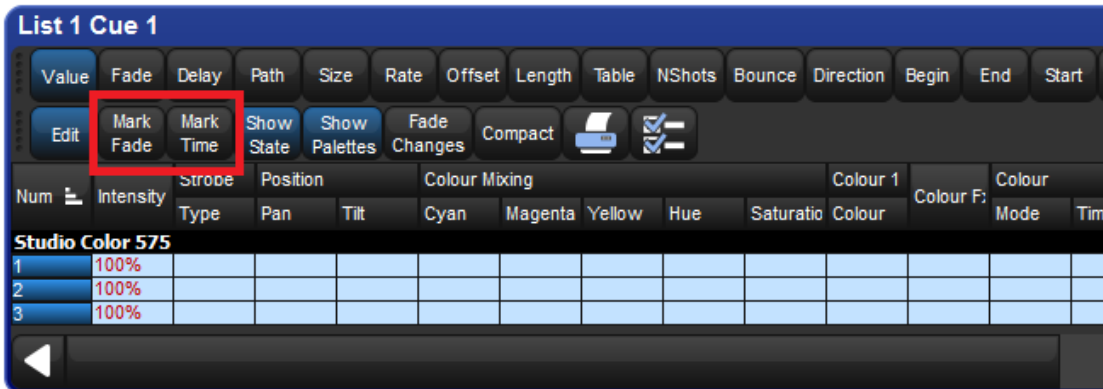 List 1 Cue 1
Value Fade Delay Path Size Rate Offset Length Table NShots Bounce Direction Begin End Start
Edit Mark Fade Mark Time Show State Show Palettes Fade Changes Compact
Num Intensity Strobe Position Colour Mixing Colour 1 Colour Fx Colour
Type Pan Tilt Cyan Magenta Yellow Hue Saturatio Colour Mode Tim
Studio Color 575
1 100%
2 100%
3 100%